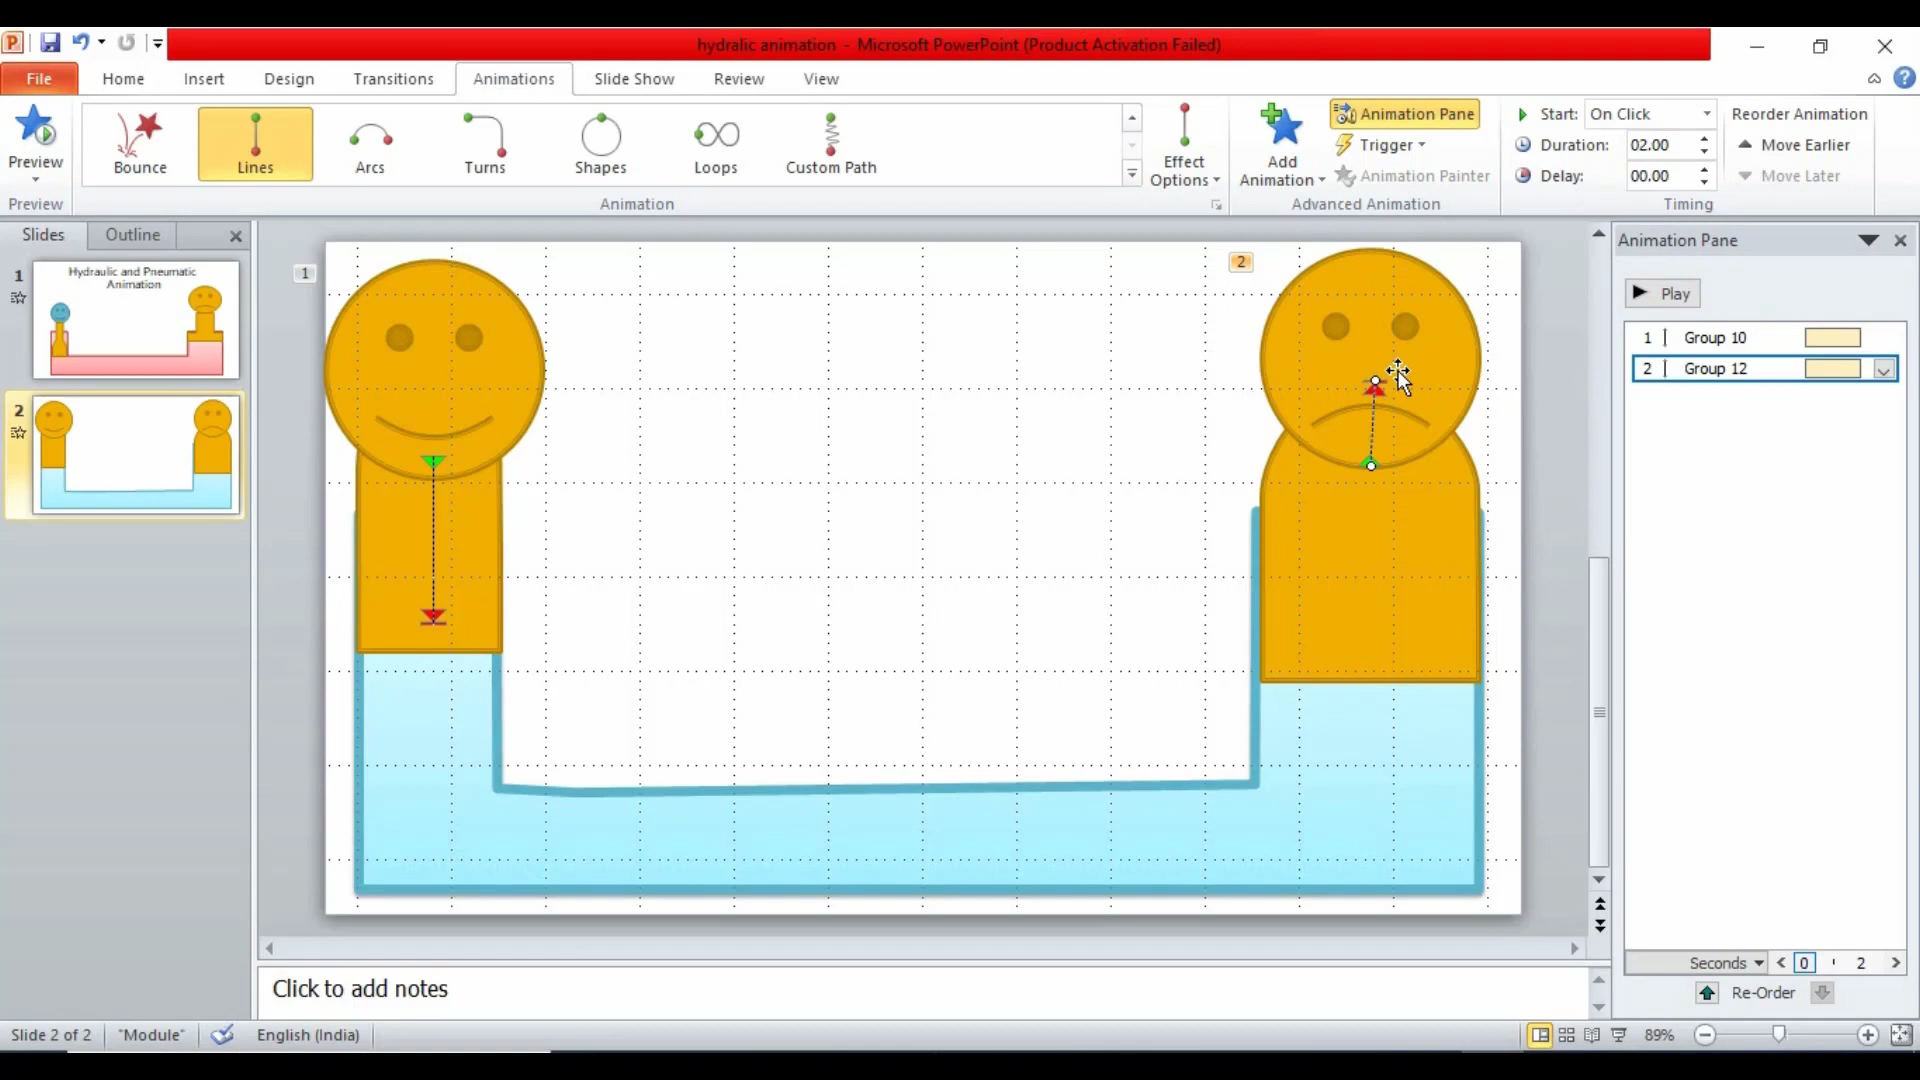 hydralic animation - Microsoft PowerPoint (Product Activation Failed)
File Home Insert Design Transitions Animations Slide Show Review View
Preview
Preview
Bounce
Lines
Arcs
Turns
Shapes
Loops
Custom Path
Animation
Effect
Options
Add
Animation
Animation Pane
Trigger
Animation Painter
Advanced Animation
Start: On Click
Duration: 02.00
Delay: 00.00
Reorder Animation
Move Earlier
Move Later
Timing
Slides Outline
1
Hydraulic and Pneumatic
Animation
2
1
2
Animation Pane
Play
1 Group 10
2 Group 12
Seconds 0 2
Re-Order
Click to add notes
Slide 2 of 2 "Module" English (India) 89%